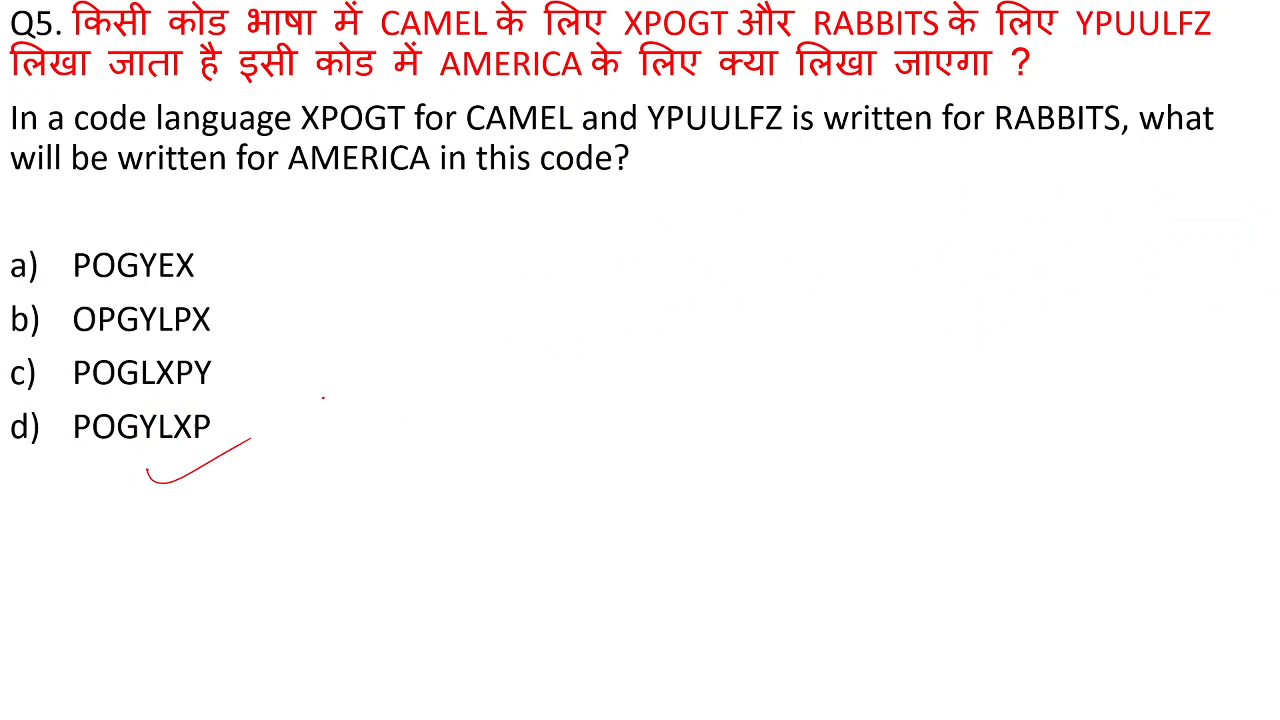 Q5. किसी कोड भाषा में CAMEL के लिए XPOGT और RABBITS के लिए YPUULFZ
लिखा जाता है इसी कोड में AMERICA के लिए क्या लिखा जाएगा ?
In a code language XPOGT for CAMEL and YPUULFZ is written for RABBITS, what
will be written for AMERICA in this code?
a) POGYEX
b) OPGYLPX
c) POGLXPY
d) POGYLXP